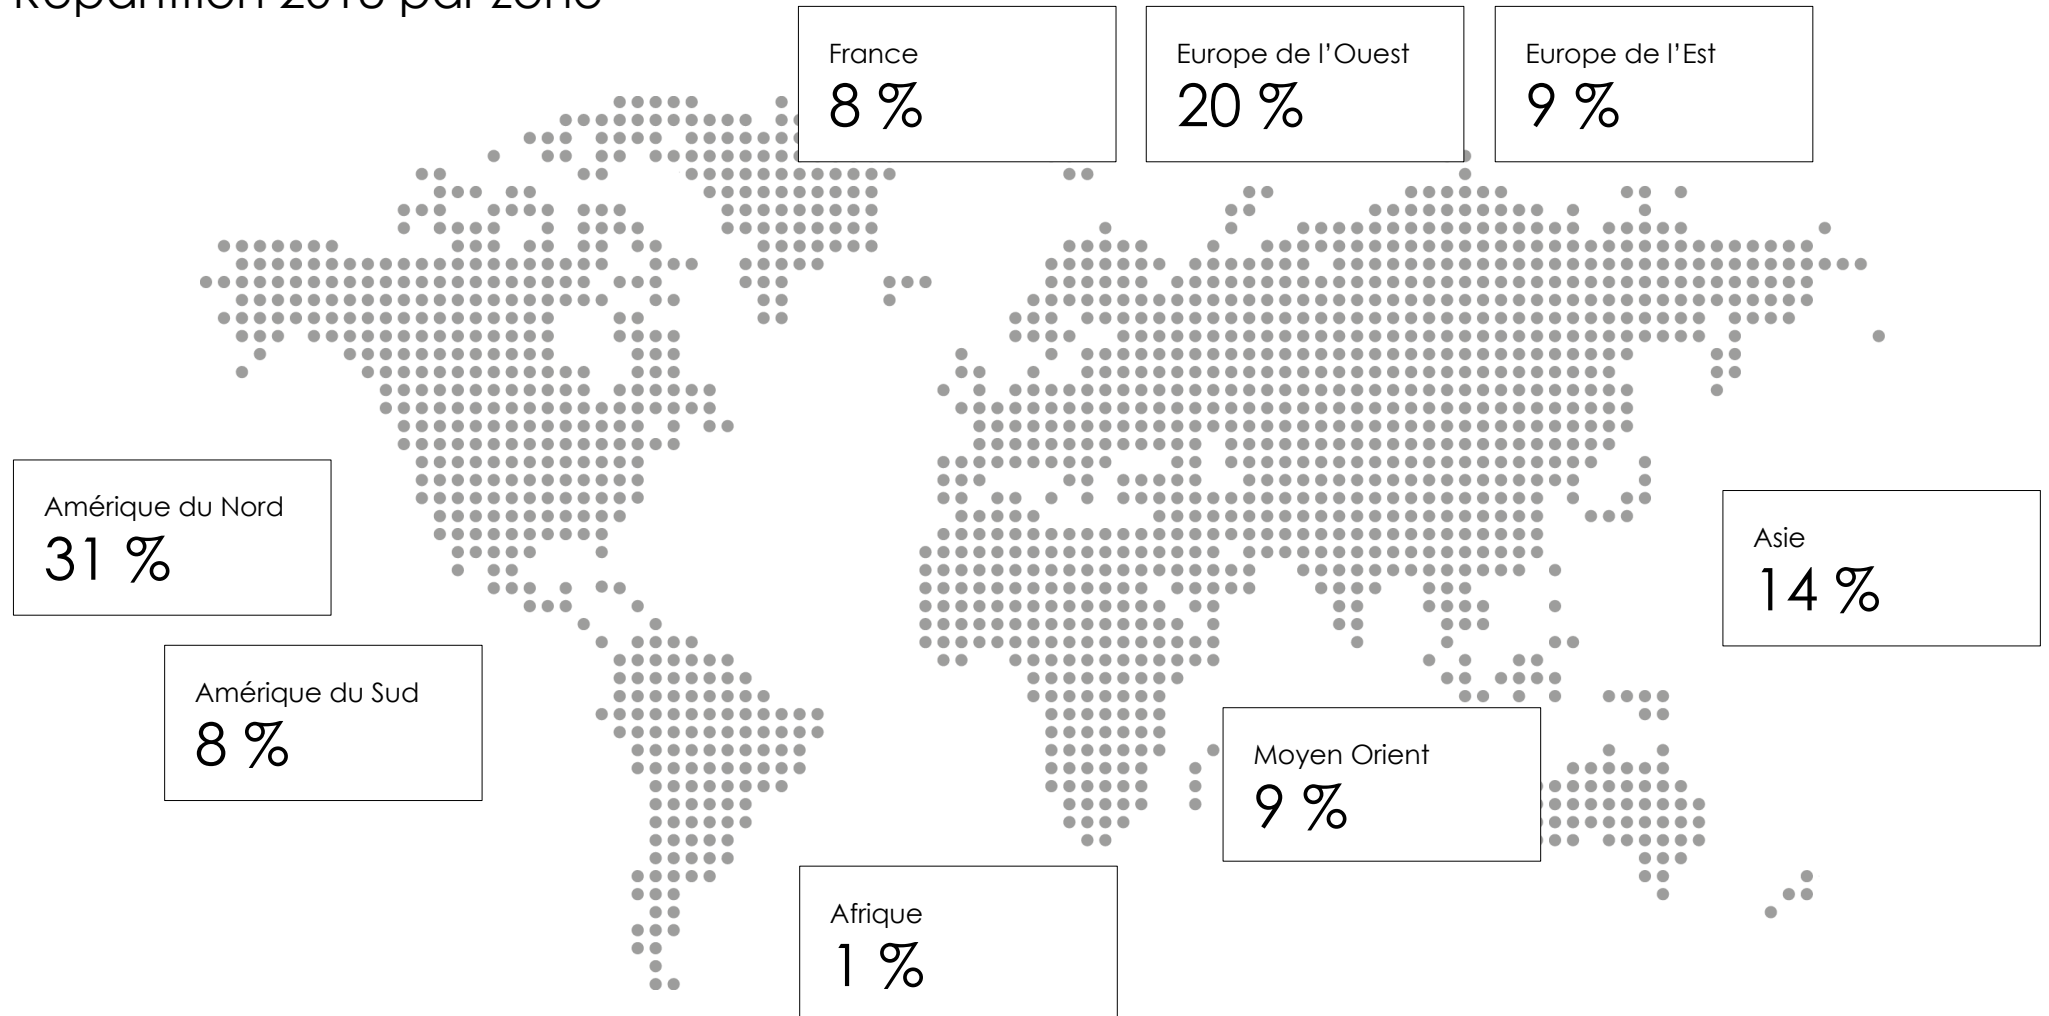 Répartition 2018 par zone
France
8 %
Europe de l’Ouest
20 %
Europe de l’Est
9 %
Amérique du Nord
31 %
Asie
14 %
Amérique du Sud
8 %
Moyen Orient
9 %
Afrique
1 %